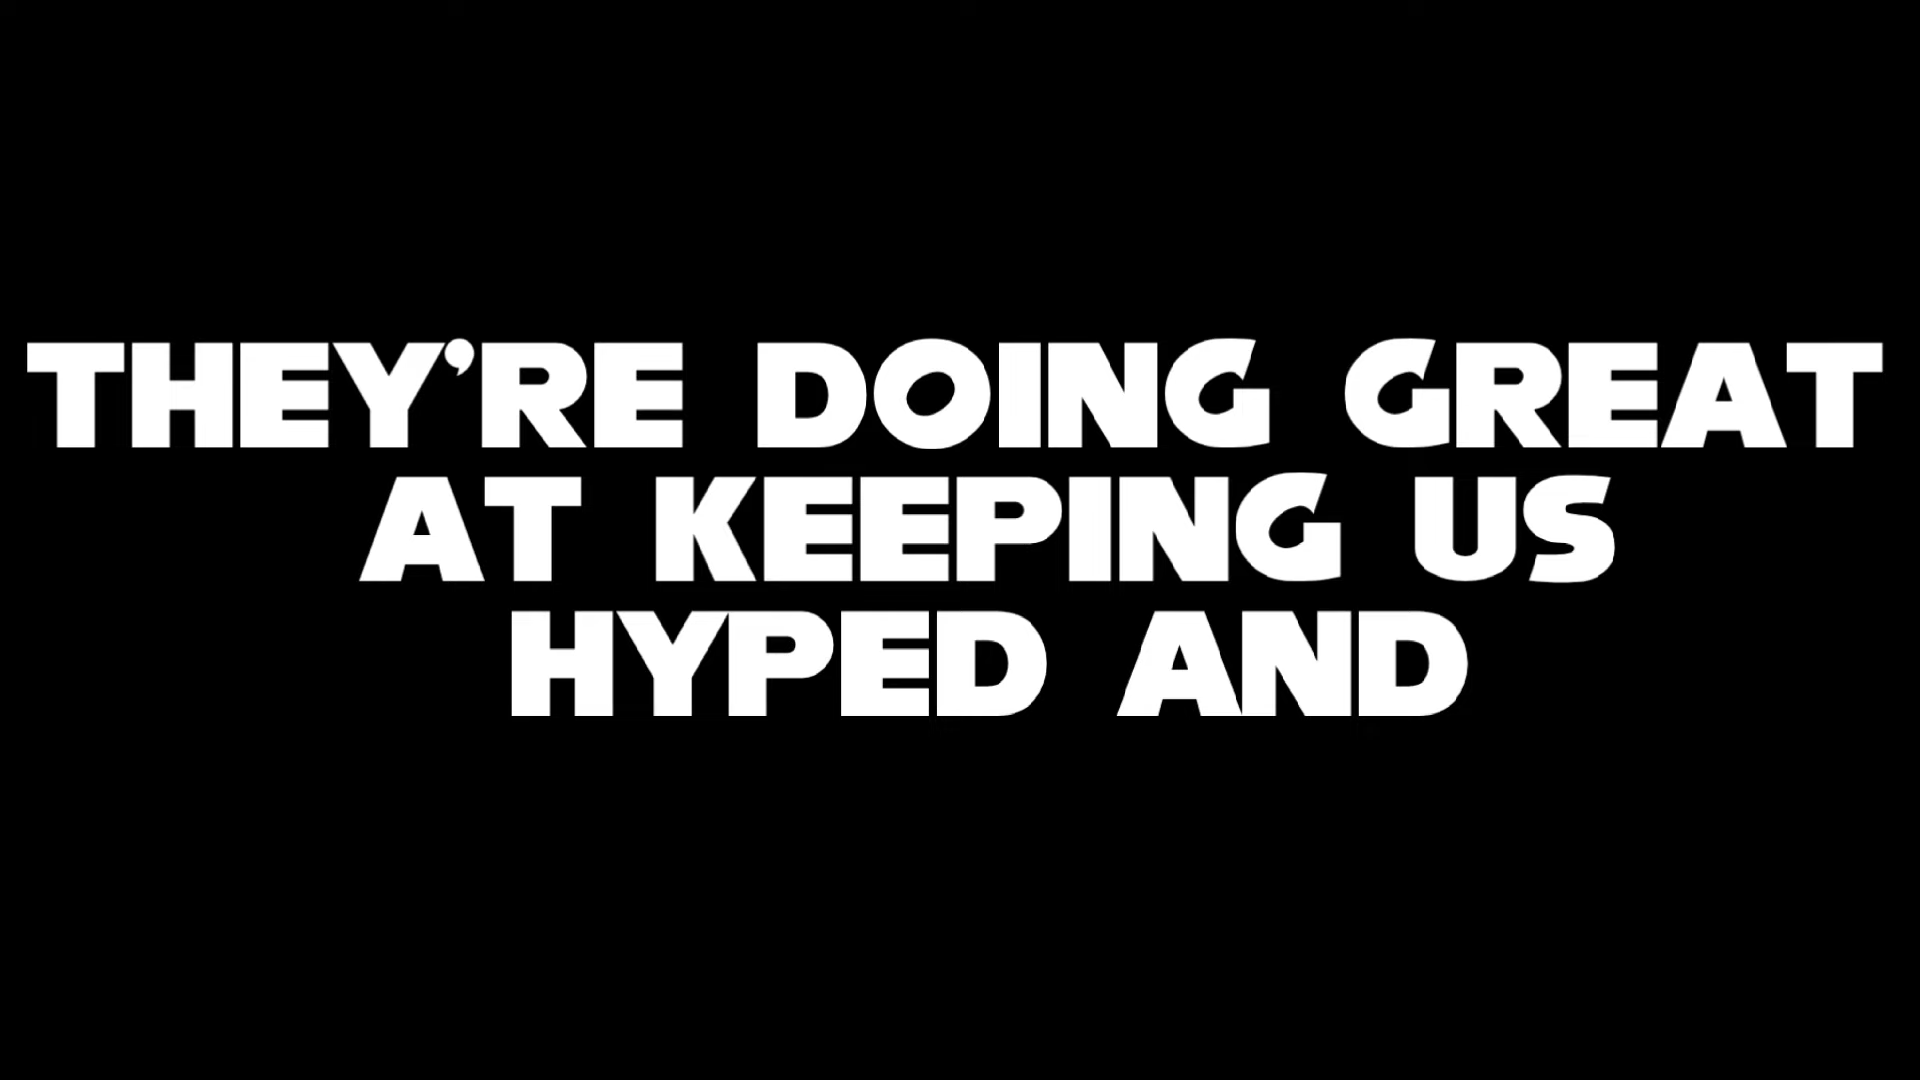 THEY'RE DOING GREAT
AT KEEPING US
HYPED AND